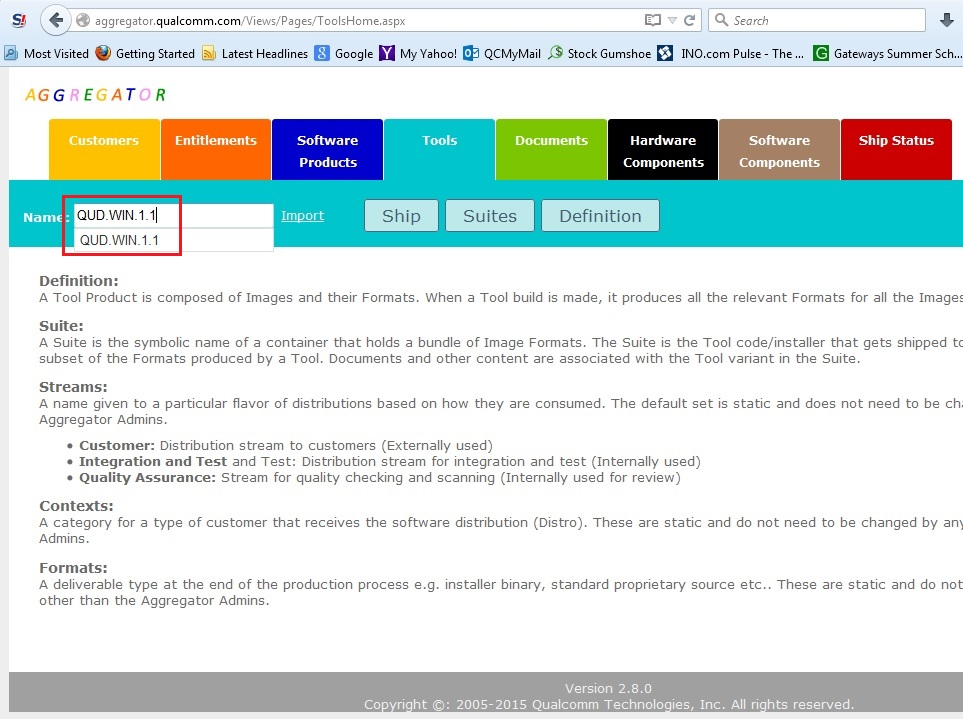 S!
aggregator.qualcomm.com/Views/Pages/ToolsHome.aspx
Search
Most Visited Getting Started Latest Headlines 8 Google Y My Yahoo! QCMyMail Stock Gumshoe INO.com Pulse - The ... G Gateways Summer Sch...
AGGREGATOR
Customers Entitlements Software Products Tools Documents Hardware Components Software Components Ship Status
Name: QUD.WIN.1.1 Import Ship Suites Definition
QUD.WIN.1.1
Definition:
A Tool Product is composed of Images and their Formats. When a Tool build is made, it produces all the relevant Formats for all the Images
Suite:
A Suite is the symbolic name of a container that holds a bundle of Image Formats. The Suite is the Tool code/installer that gets shipped to
subset of the Formats produced by a Tool. Documents and other content are associated with the Tool variant in the Suite.
Streams:
A name given to a particular flavor of distributions based on how they are consumed. The default set is static and does not need to be cha
Aggregator Admins.
• Customer: Distribution stream to customers (Externally used)
• Integration and Test and Test: Distribution stream for integration and test (Internally used)
• Quality Assurance: Stream for quality checking and scanning (Internally used for review)
Contexts:
A category for a type of customer that receives the software distribution (Distro). These are static and do not need to be changed by any
Admins.
Formats:
A deliverable type at the end of the production process e.g. installer binary, standard proprietary source etc.. These are static and do not
other than the Aggregator Admins.
Version 2.8.0
Copyright ©: 2005-2015 Qualcomm Technologies, Inc. All rights reserved.